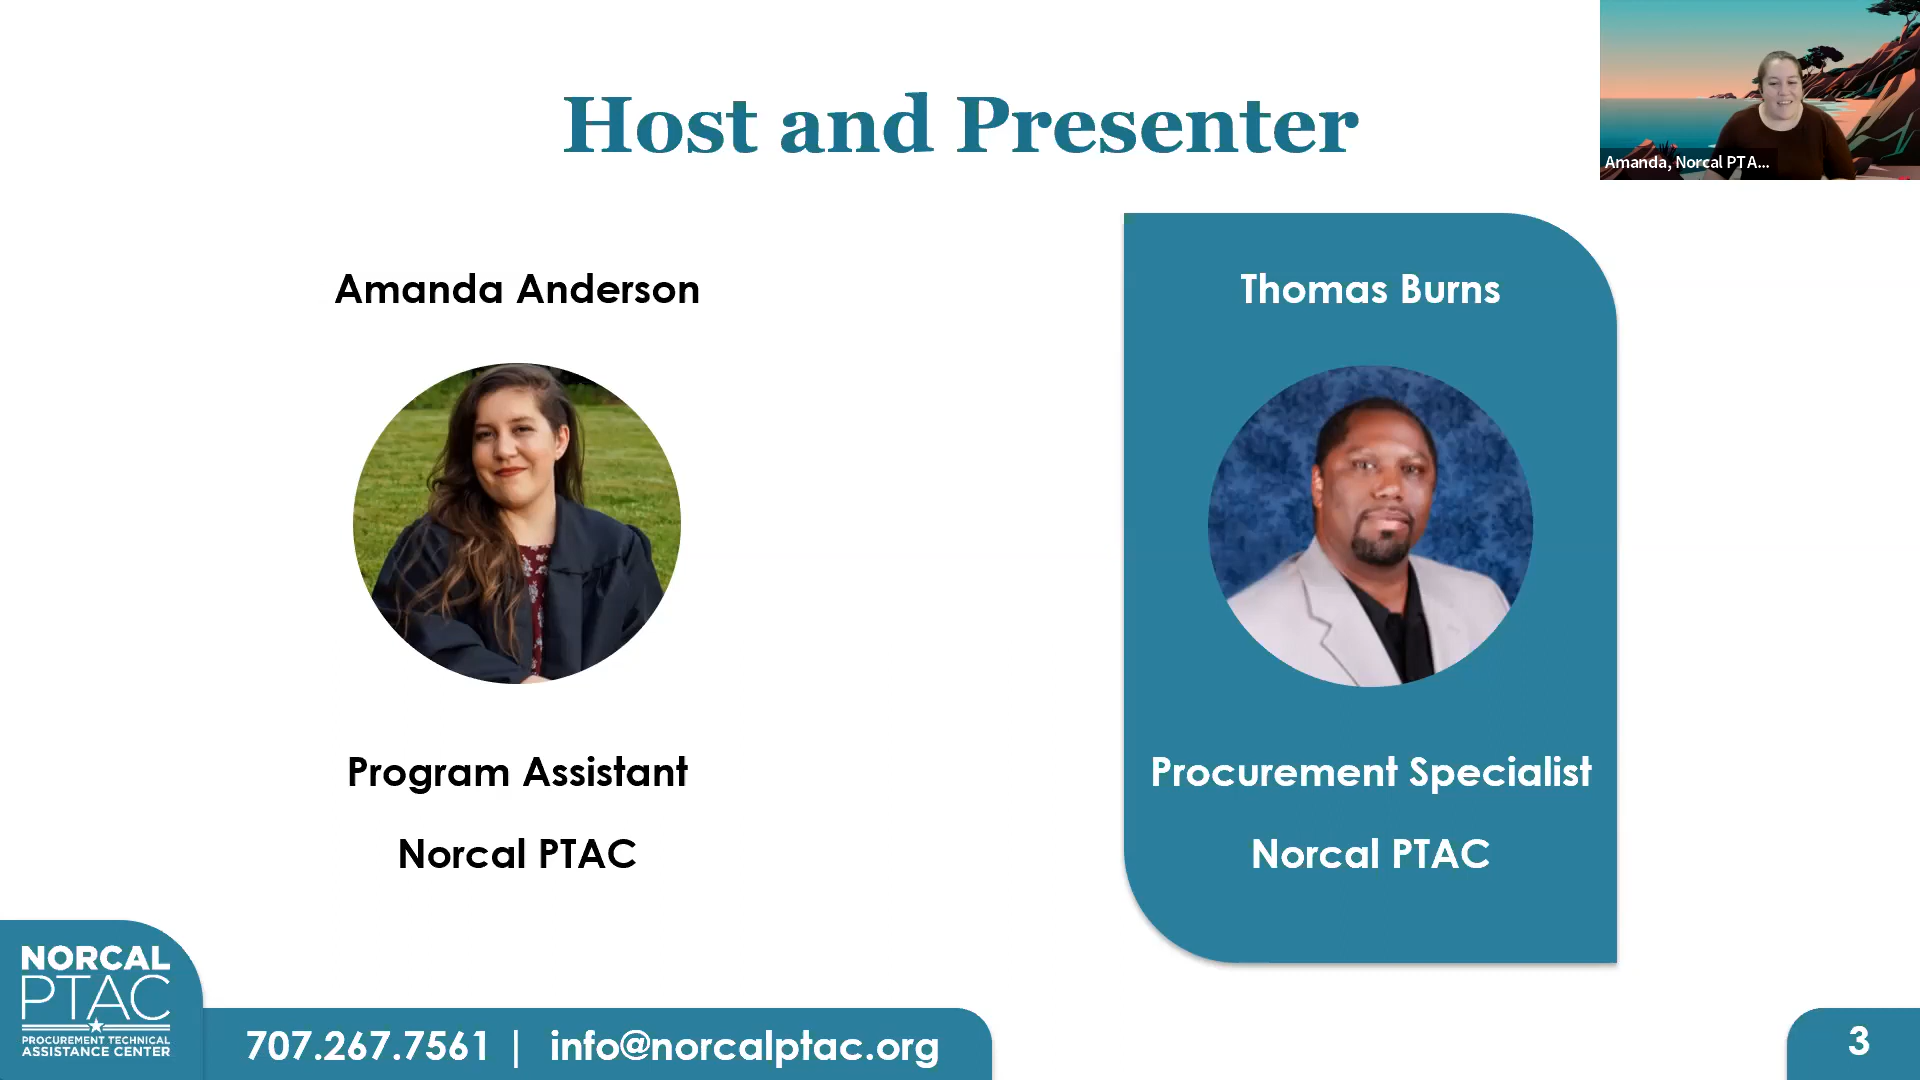 Host and Presenter
Amanda, Norcal PTA...
Amanda Anderson
Thomas Burns
Program Assistant
Procurement Specialist
Norcal PTAC
Norcal PTAC
NORCAL
PTAC
PROCUREMENT TECHNICAL
ASSISTANCE CENTER
707.267.7561 | info@norcalptac.org
3